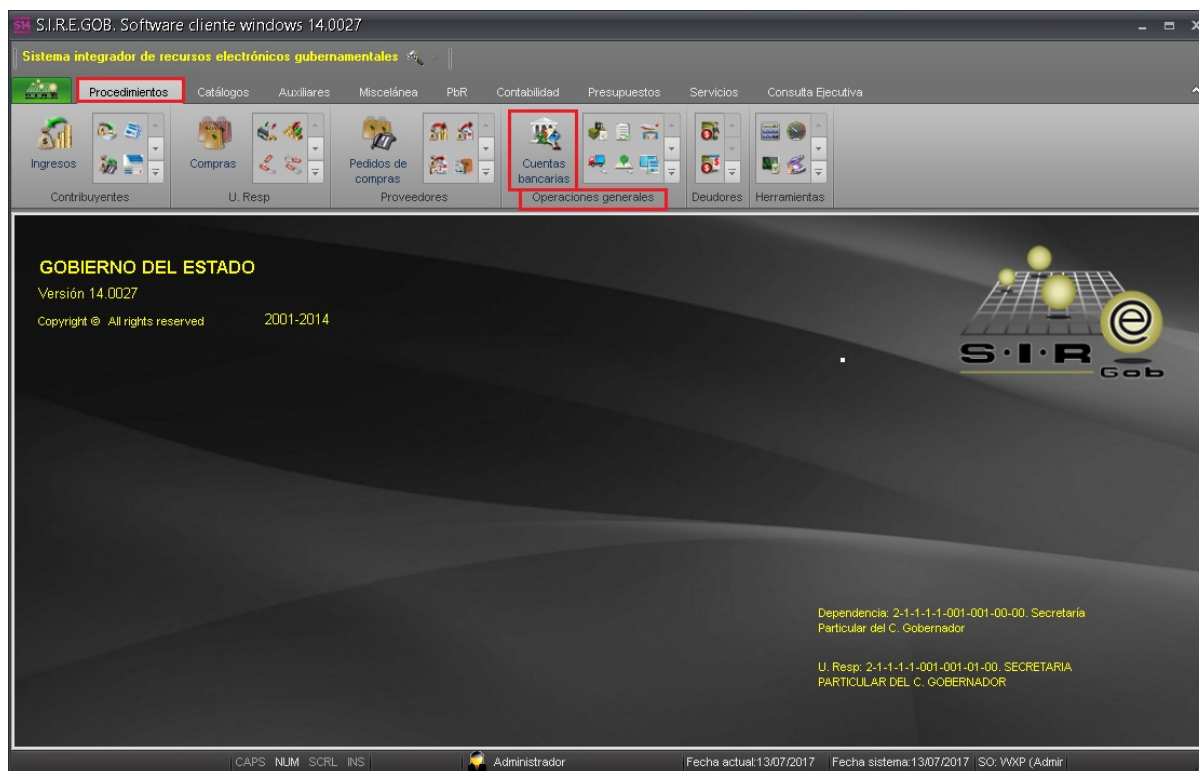 S14 S.I.R.E.GOB. Software cliente windows 14.0027
Sistema integrador de recursos electrónicos gubernamentales
Procedimientos Catálogos Auxiliares Miscelánea PbR Contabilidad Presupuestos Servicios Consulta Ejecutiva
Ingresos Compras Pedidos de compras Cuentas bancarias
Contribuyentes U. Resp Proveedores Operaciones generales Deudores Herramientas
GOBIERNO DEL ESTADO
Versión 14.0027
Copyright © All rights reserved 2001-2014
e
S·I·R
Gob
Dependencia: 2-1-1-1-1-001-001-00-00. Secretaría
Particular del C. Gobernador
U. Resp: 2-1-1-1-1-001-001-01-00. SECRETARIA
PARTICULAR DEL C. GOBERNADOR
CAPS NUM SCRL INS Administrador Fecha actual:13/07/2017 Fecha sistema:13/07/2017 SO: WXP (Admir